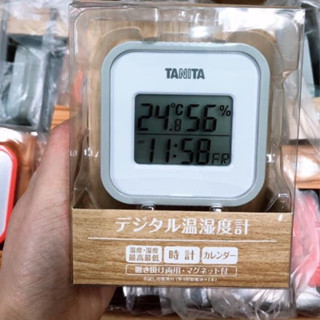 TANITA
24.8℃ 56%
11:58 FRI
デジタル温湿度計
温度・湿度
最高最低
時計
カレンダー
置き掛け両用・マグネット付